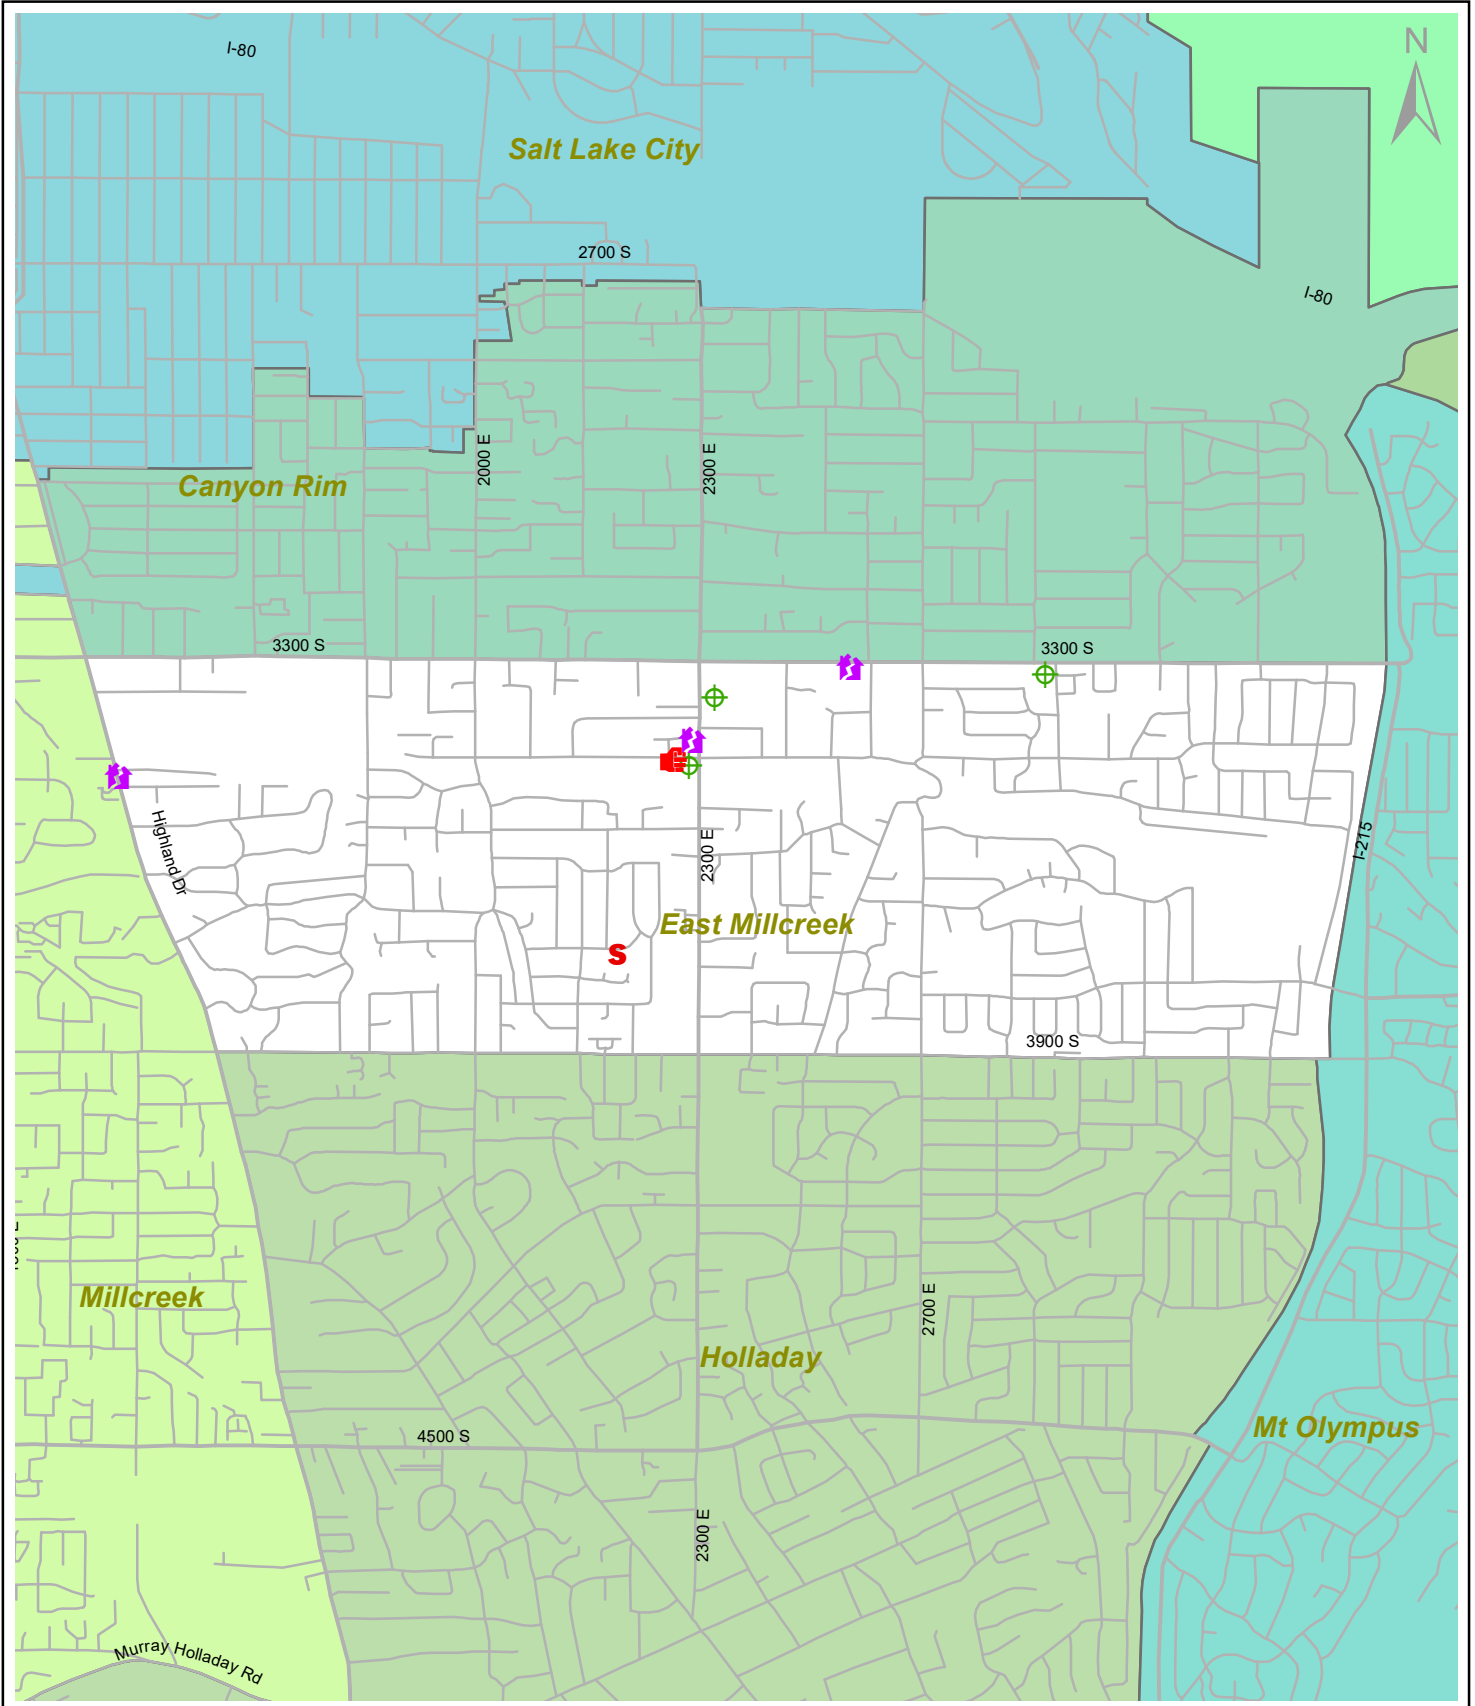 I-80
N
Salt Lake City
2700 S
I-80
2000 E
2300 E
Canyon Rim
3300 S
3300 S
Highland Dr
2300 E
I-215
East Millcreek
S
3900 S
Millcreek
2700 E
Holladay
Mt Olympus
4500 S
2300 E
Murray Holladay Rd